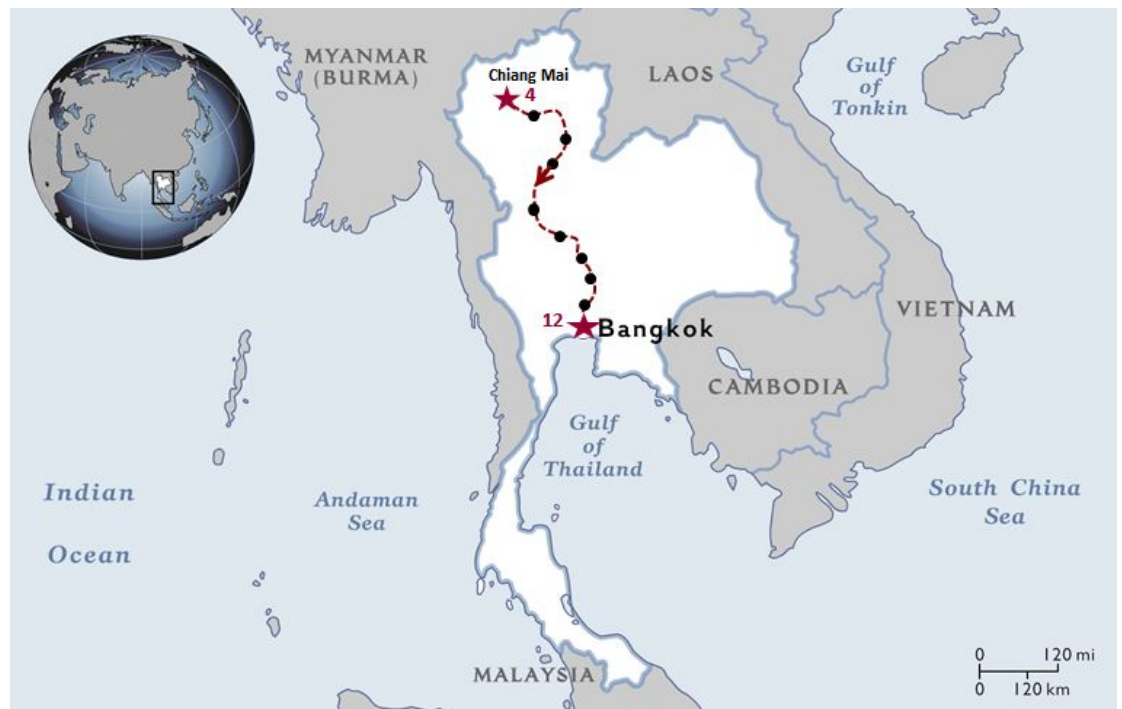 MYANMAR
(BURMA)
Chiang Mai
4
LAOS
Gulf
of
Tonkin
12
Bangkok
VIETNAM
CAMBODIA
Gulf
of
Thailand
Indian
Ocean
Andaman
Sea
South China
Sea
MALAYSIA
0 120 mi
0 120 km